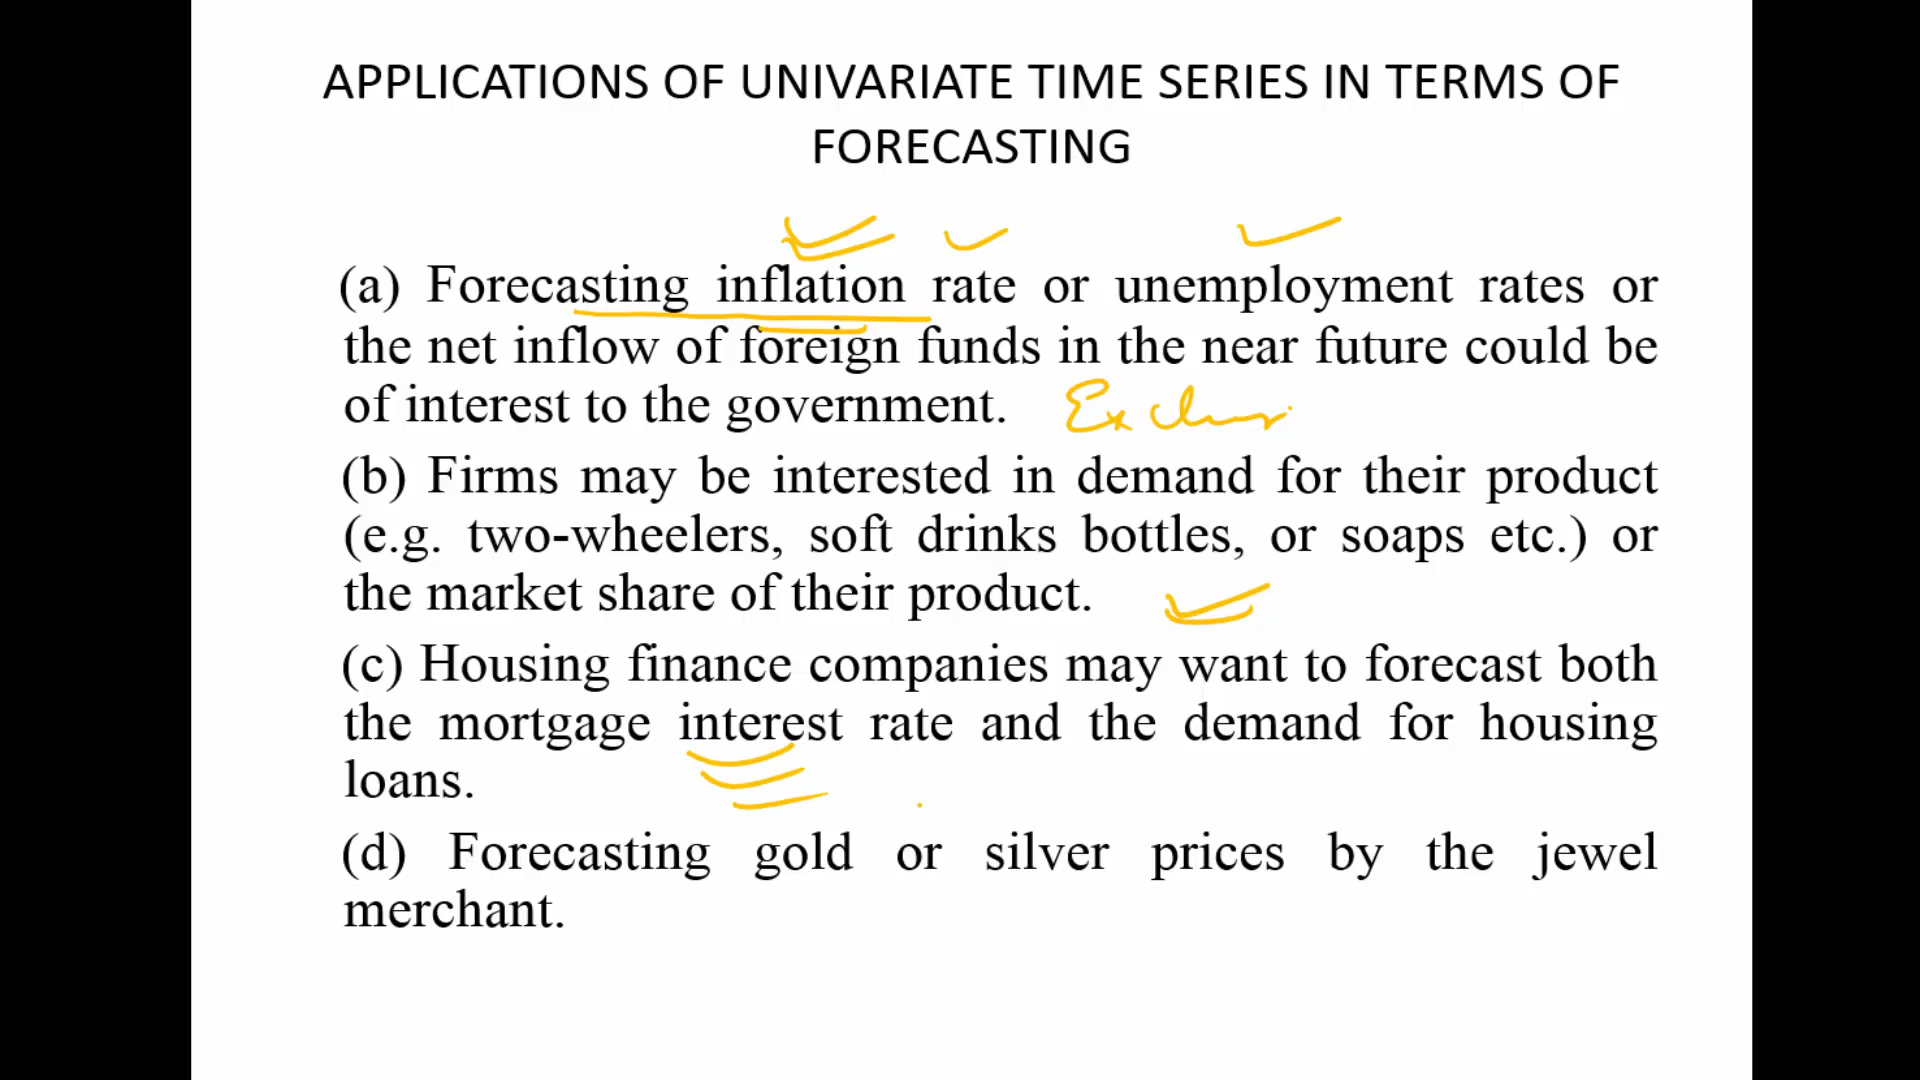 APPLICATIONS OF UNIVARIATE TIME SERIES IN TERMS OF
FORECASTING
(a) Forecasting inflation rate or unemployment rates or
the net inflow of foreign funds in the near future could be
of interest to the government.
(b) Firms may be interested in demand for their product
(e.g. two-wheelers, soft drinks bottles, or soaps etc.) or
the market share of their product.
(c) Housing finance companies may want to forecast both
the mortgage interest rate and the demand for housing
loans.
(d) Forecasting gold or silver prices by the jewel
merchant.